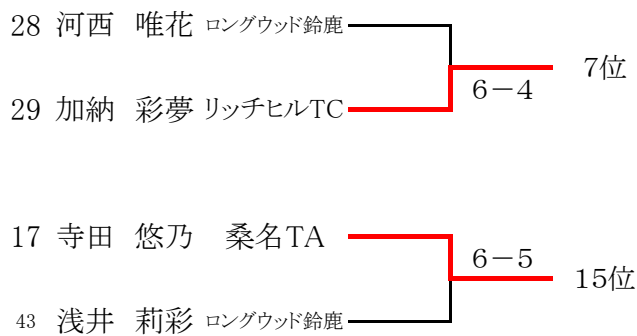 28 河西 唯花 ロングウッド鈴鹿
7位
6－4
29 加納 彩夢 リッチヒルTC
17 寺田 悠乃 桑名TA
6－5
15位
43 浅井 莉彩 ロングウッド鈴鹿